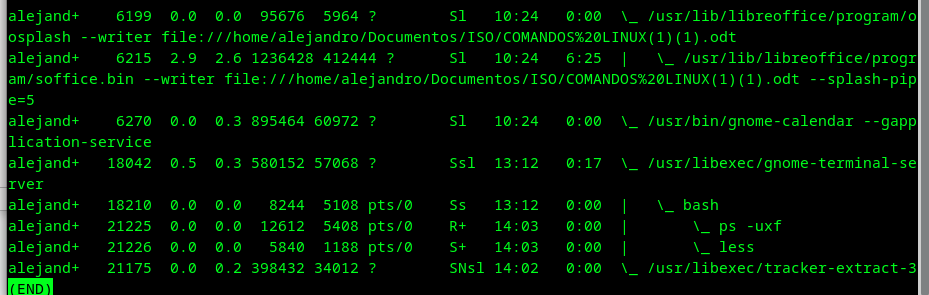 alejand+    6199  0.0  0.0  95676  5964 ?        Sl   10:24   0:00  \_ /usr/lib/libreoffice/program/o
osplash --writer file:///home/alejandro/Documentos/ISO/COMANDOS%20LINUX(1)(1).odt
alejand+    6215  2.9  2.6 1236428 412444 ?      Sl   10:24   6:25  |   \_ /usr/lib/libreoffice/progr
am/soffice.bin --writer file:///home/alejandro/Documentos/ISO/COMANDOS%20LINUX(1)(1).odt --splash-pip
e=5
alejand+    6270  0.0  0.3 895464 60972 ?        Sl   10:24   0:00  \_ /usr/bin/gnome-calendar --gapp
lication-service
alejand+   18042  0.5  0.3 580152 57068 ?        Ssl  13:12   0:17  \_ /usr/libexec/gnome-terminal-se
rver
alejand+   18210  0.0  0.0   8244  5108 pts/0    Ss   13:12   0:00  |   \_ bash
alejand+   21225  0.0  0.0  12612  5408 pts/0    R+   14:03   0:00  |       \_ ps -uxf
alejand+   21226  0.0  0.0   5840  1188 pts/0    S+   14:03   0:00  |       \_ less
alejand+   21175  0.0  0.2 398432 34012 ?        SNsl 14:02   0:00  \_ /usr/libexec/tracker-extract-3
(END)